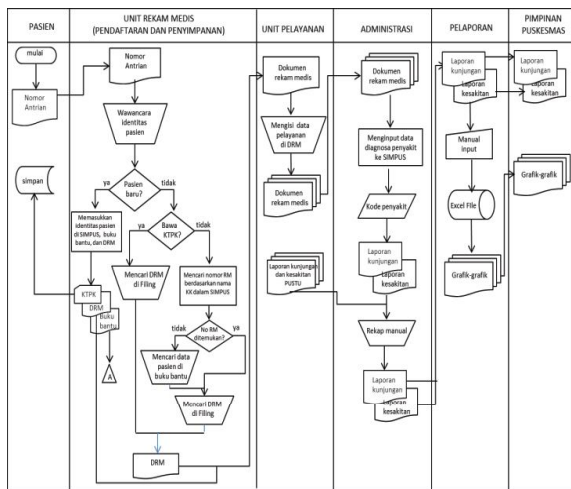 PASIEN
UNIT REKAM MEDIS
(PENDAFTARAN DAN PENYIMPANAN)
UNIT PELAYANAN
ADMINISTRASI
PELAPORAN
PIMPINAN
PUSKESMAS
mulai
Nomor
Antrian
simpan
Nomor
Antrian
Wawancara
identitas
pasien
Pasien
baru?
ya
tidak
Memasukkan
identitas pasien
di SIMPUS, buku
bantu, dan DRM
KTPK
DRM
Buku
bantu
A
Bawa
KTPK?
ya
tidak
Mencari DRM
di Filing
Mencari nomor RM
berdasarkan nama
KK dalam SIMPUS
No RM
ditemukan?
tidak
ya
Mencari data
pasien di
buku bantu
Mencari DRM
di Filing
DRM
Dokumen
rekam medis
Mengisi data
pelayanan
di DRM
Dokumen
rekam medis
Laporan kunjungan
dan kesakitan
PUSTU
Dokumen
rekam medis
Menginput data
diagnosa penyakit
ke SIMPUS
Kode penyakit
Laporan
kunjungan
Laporan
kesakitan
Rekap manual
Laporan
kunjungan
Laporan
kesakitan
Laporan
kunjungan
Laporan
kesakitan
Manual
input
Excel File
Grafik-grafik
Laporan
kunjungan
Laporan
kesakitan
Grafik-grafik